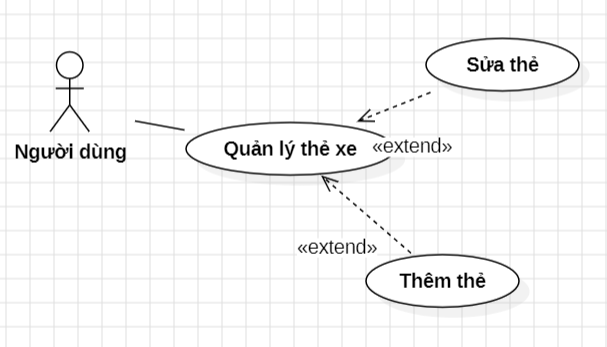 Sửa thẻ
Người dùng
Quản lý thẻ xe
«extend»
«extend»
Thêm thẻ